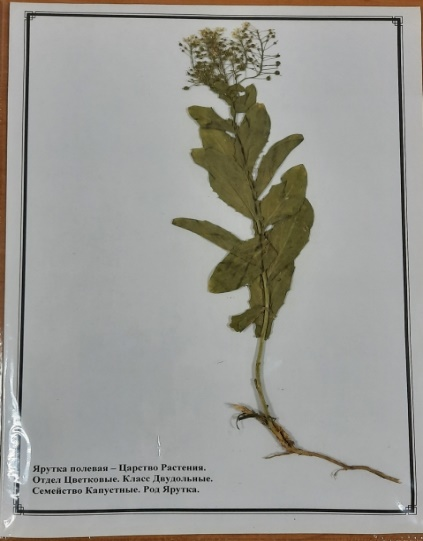 Ярутка полевая – Царство Растения.
Отдел Цветковые. Класс Двудольные.
Семейство Капустные. Род Ярутка.